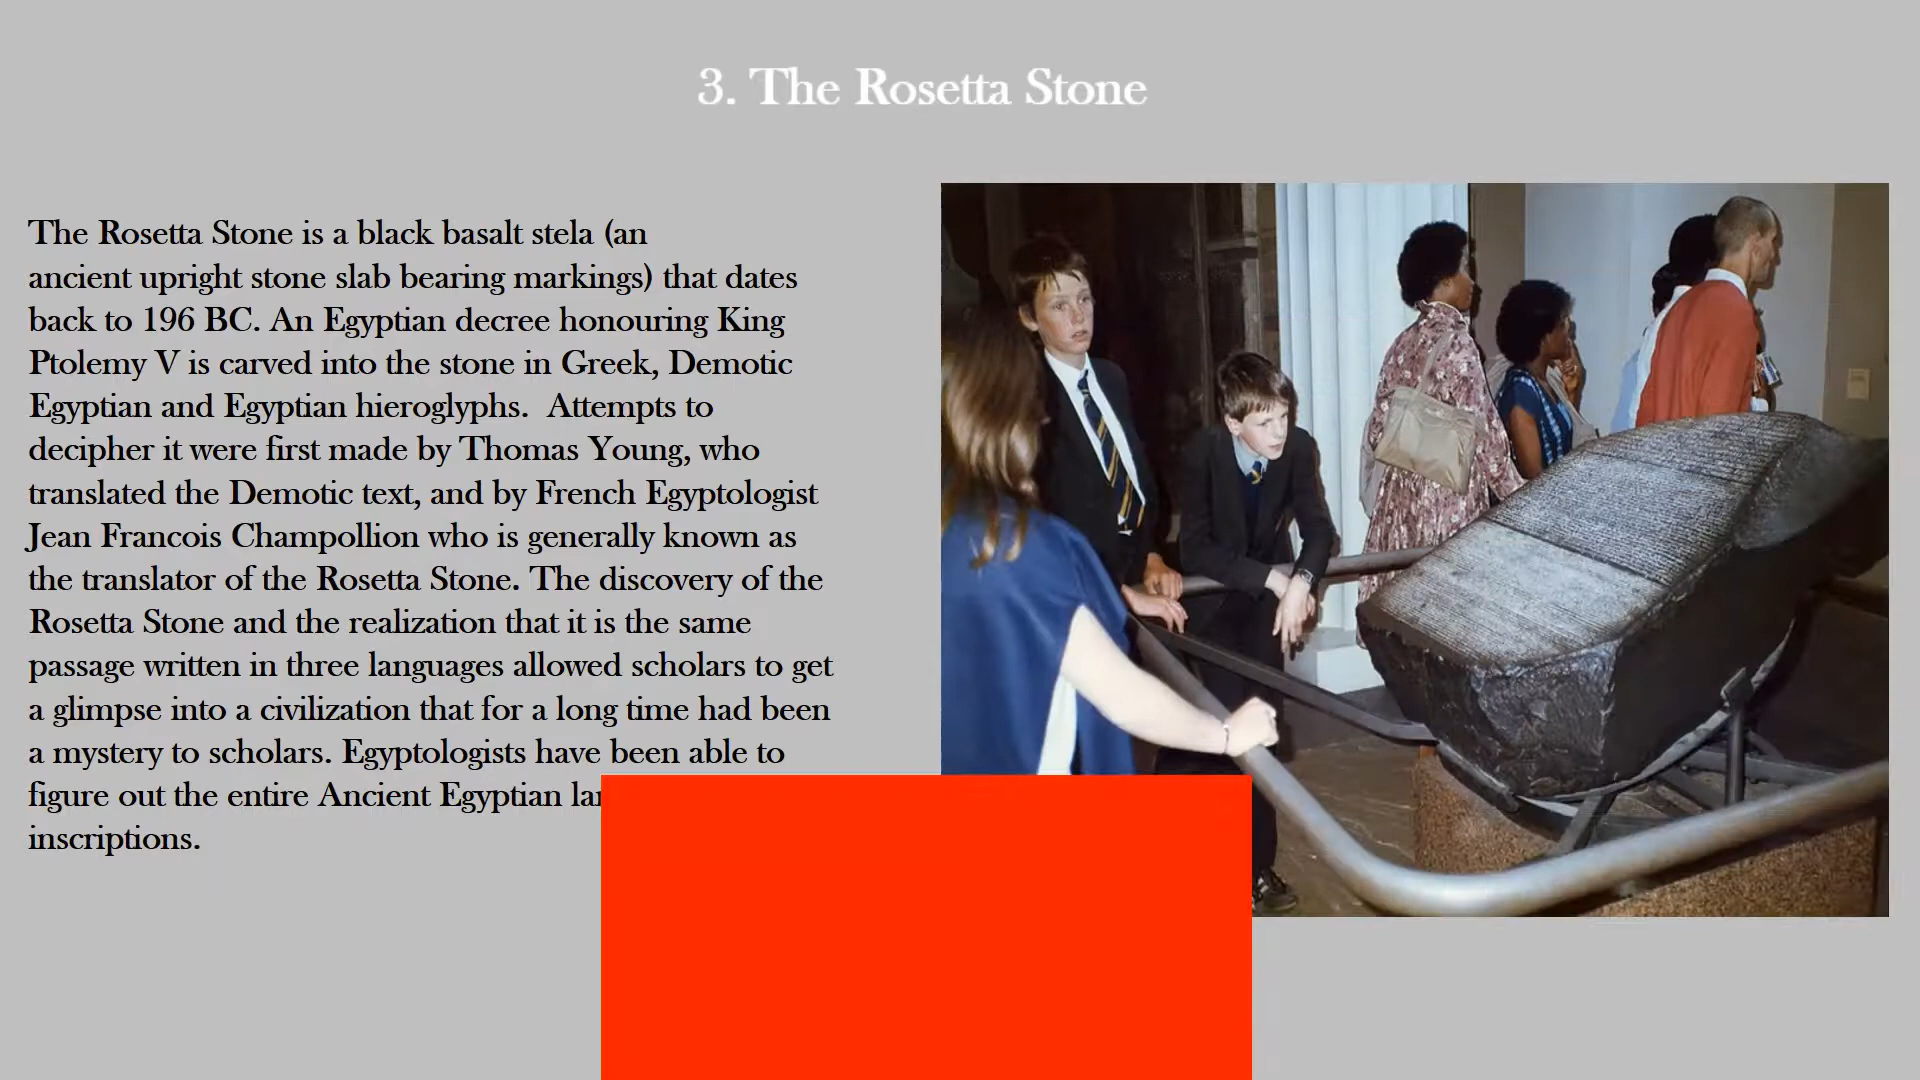 3. The Rosetta Stone
The Rosetta Stone is a black basalt stela (an
ancient upright stone slab bearing markings) that dates
back to 196 BC. An Egyptian decree honouring King
Ptolemy V is carved into the stone in Greek, Demotic
Egyptian and Egyptian hieroglyphs.  Attempts to
decipher it were first made by Thomas Young, who
translated the Demotic text, and by French Egyptologist
Jean Francois Champollion who is generally known as
the translator of the Rosetta Stone. The discovery of the
Rosetta Stone and the realization that it is the same
passage written in three languages allowed scholars to get
a glimpse into a civilization that for a long time had been
a mystery to scholars. Egyptologists have been able to
figure out the entire Ancient Egyptian
inscriptions.